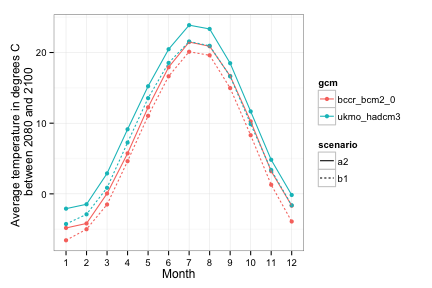 Average temperature in degrees C
between 2080 and 2100
20
10
0
1 2 3 4 5 6 7 8 9 10 11 12
Month
gcm
bccr_bcm2_0
ukmo_hadcm3
scenario
a2
b1